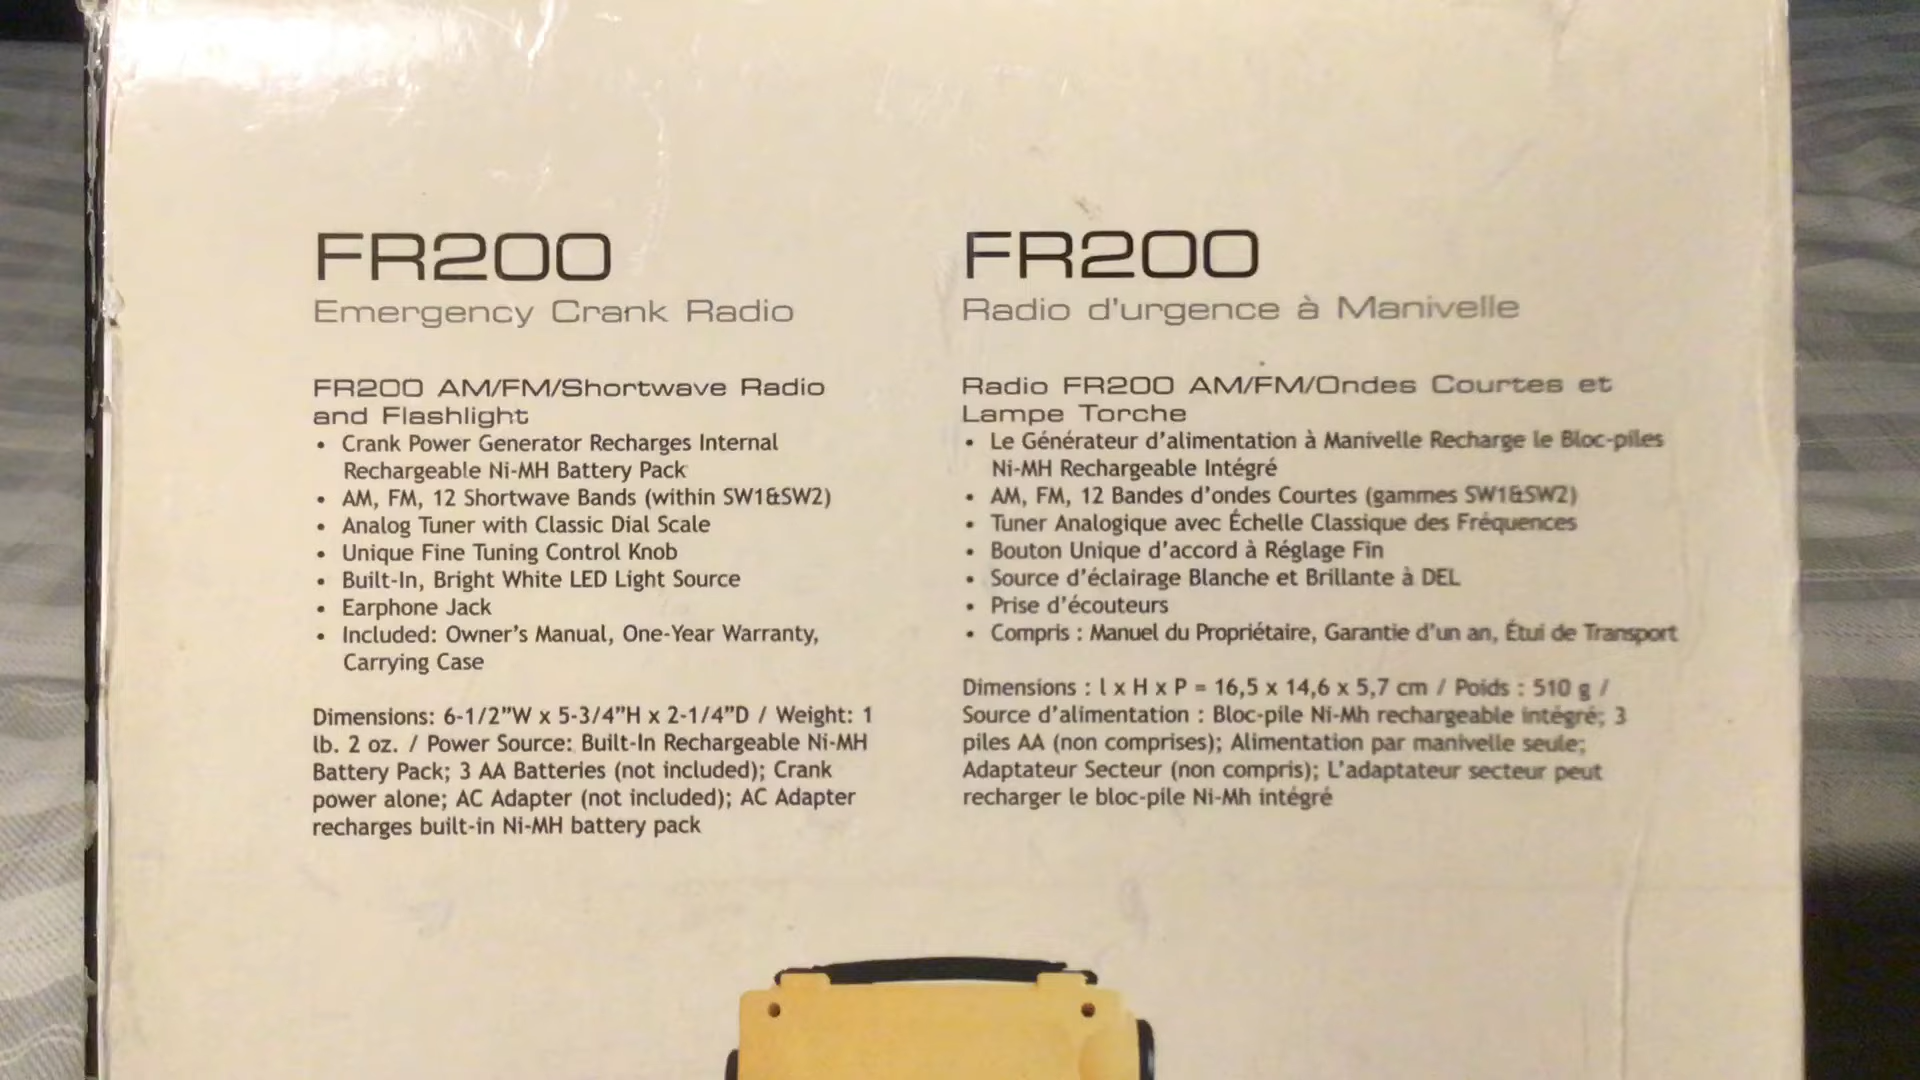 FR200
Emergency Crank Radio
FR200 AM/FM/Shortwave Radio
and Flashlight
• Crank Power Generator Recharges Internal
Rechargeable Ni-MH Battery Pack
• AM, FM, 12 Shortwave Bands (within SW1&SW2)
• Analog Tuner with Classic Dial Scale
• Unique Fine Tuning Control Knob
• Built-In, Bright White LED Light Source
• Earphone Jack
• Included: Owner's Manual, One-Year Warranty,
Carrying Case
Dimensions: 6-1/2"W x 5-3/4"H x 2-1/4"D / Weight: 1
lb. 2 oz. / Power Source: Built-In Rechargeable Ni-MH
Battery Pack; 3 AA Batteries (not included); Crank
power alone; AC Adapter (not included); AC Adapter
recharges built-in Ni-MH battery pack
FR200
Radio d'urgence à Manivelle
Radio FR200 AM/FM/Ondes Courtes et
Lampe Torche
• Le Générateur d'alimentation à Manivelle Recharge le Bloc-piles
Ni-MH Rechargeable Intégré
• AM, FM, 12 Bandes d'ondes Courtes (gammes SW1&SW2)
• Tuner Analogique avec Échelle Classique des Fréquences
• Bouton Unique d'accord à Réglage Fin
• Source d'éclairage Blanche et Brillante à DEL
• Prise d'écouteurs
• Compris : Manuel du Propriétaire, Garantie d'un an, Étui de Transport
Dimensions : l x H x P = 16,5 x 14,6 x 5,7 cm / Poids : 510 g /
Source d'alimentation : Bloc-pile Ni-Mh rechargeable intégré; 3
piles AA (non comprises); Alimentation par manivelle seule;
Adaptateur Secteur (non compris); L'adaptateur secteur peut
recharger le bloc-pile Ni-Mh intégré